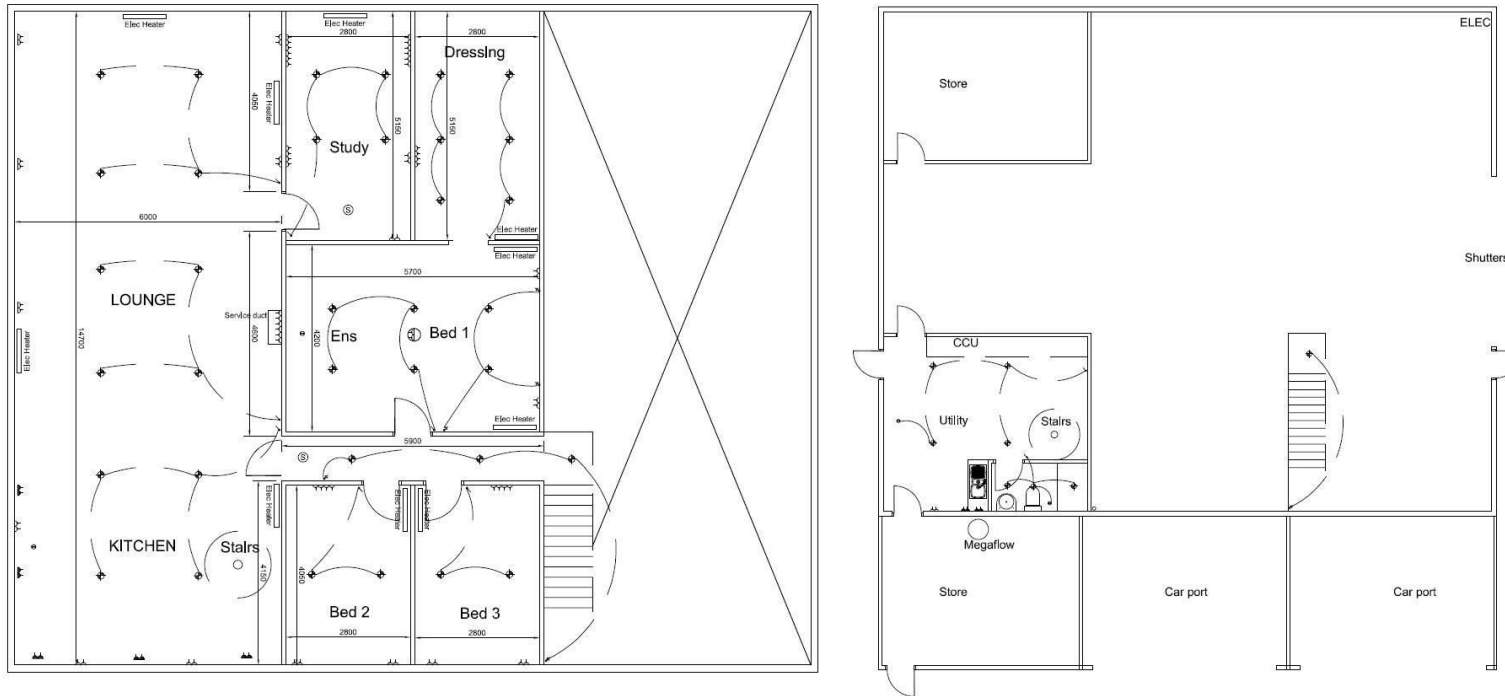 Elec Heater
Elec Heater
2800
2800
Dressing
Elec Heater
4050
5150
5150
Study
S
6000
Elec Heater
Elec Heater
5700
LOUNGE
Service duct
4600
14700
4200
Ens
Bed 1
Elec Heater
Elec Heater
5900
S
Elec Heater
Elec Heater
Elec Heater
KITCHEN
Stairs
4150
4050
Bed 2
Bed 3
2800
2800
ELEC
Store
Shutters
CCU
Utility
Stairs
Megaflow
Store
Car port
Car port